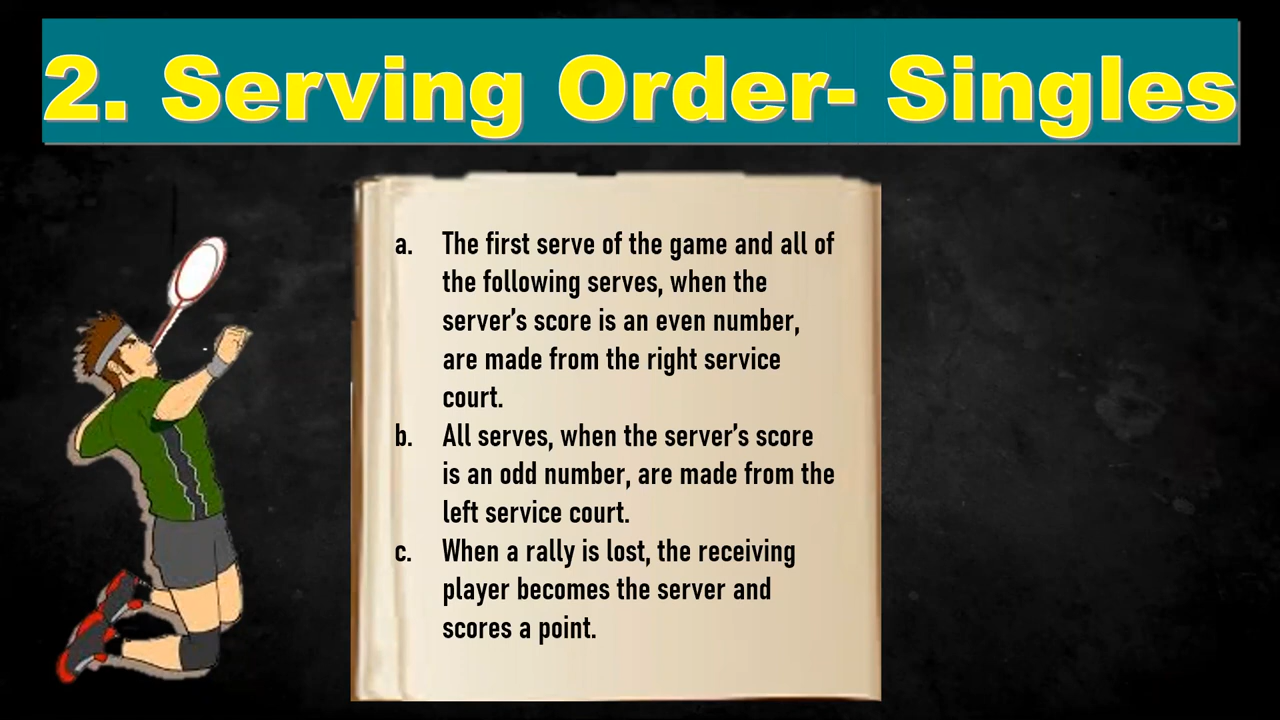 2. Serving Order- Singles
a. The first serve of the game and all of
the following serves, when the
server's score is an even number,
are made from the right service
court.
b. All serves, when the server's score
is an odd number, are made from the
left service court.
c. When a rally is lost, the receiving
player becomes the server and
scores a point.